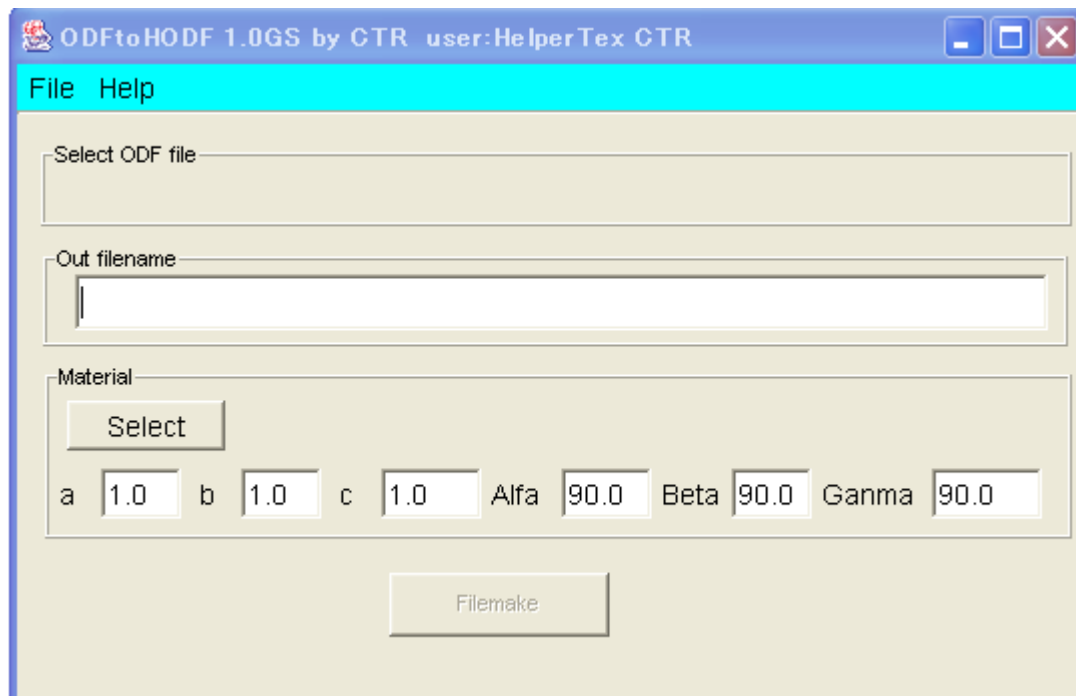 ODFtoHODF 1.0GS by CTR user:HelperTex CTR
File Help
Select ODF file
Out filename
Material
Select
a 1.0 b 1.0 c 1.0 Alfa 90.0 Beta 90.0 Ganma 90.0
Filemake